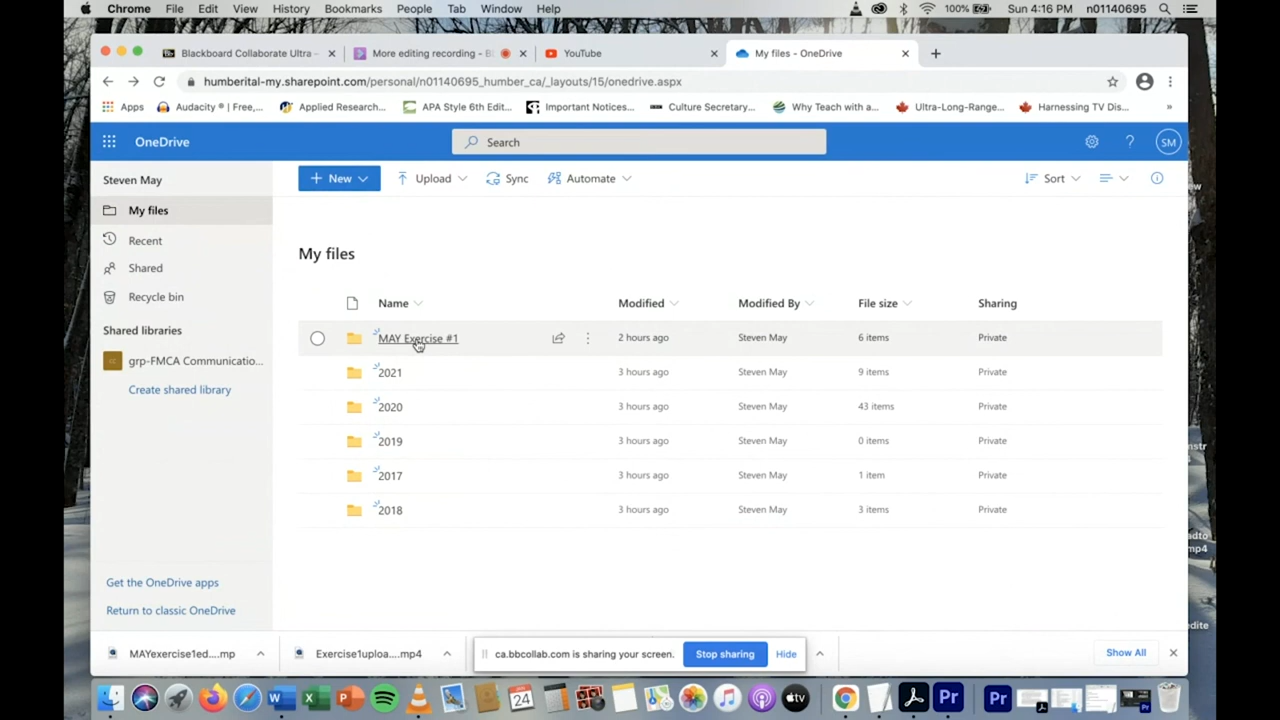 Chrome File Edit View History Bookmarks People Tab Window Help 100% Sun 4:16 PM n01140695
Blackboard Collaborate Ultra - More editing recording - B YouTube My files - OneDrive
humberital-my.sharepoint.com/personal/n01140695_humber_ca/_layouts/15/onedrive.aspx
Apps Audacity ® | Free,... Applied Research... APA Style 6th Edit... Important Notices... Culture Secretary... Why Teach with a... Ultra-Long-Range... Harnessing TV Dis... »
OneDrive Search ? SM
Steven May + New Upload Sync Automate Sort
My files
Recent
Shared
Recycle bin
Shared libraries
grp-FMCA Communicatio...
Create shared library
My files
Name Modified Modified By File size Sharing
MAY Exercise #1 2 hours ago Steven May 6 items Private
2021 3 hours ago Steven May 9 items Private
2020 3 hours ago Steven May 43 items Private
2019 3 hours ago Steven May 0 items Private
2017 3 hours ago Steven May 1 item Private
2018 3 hours ago Steven May 3 items Private
Get the OneDrive apps
Return to classic OneDrive
MAYexercise1ed....mp Exercise1uploa....mp4 ca.bbcollab.com is sharing your screen. Stop sharing Hide Show All
W X P 24 tv Pr Pr